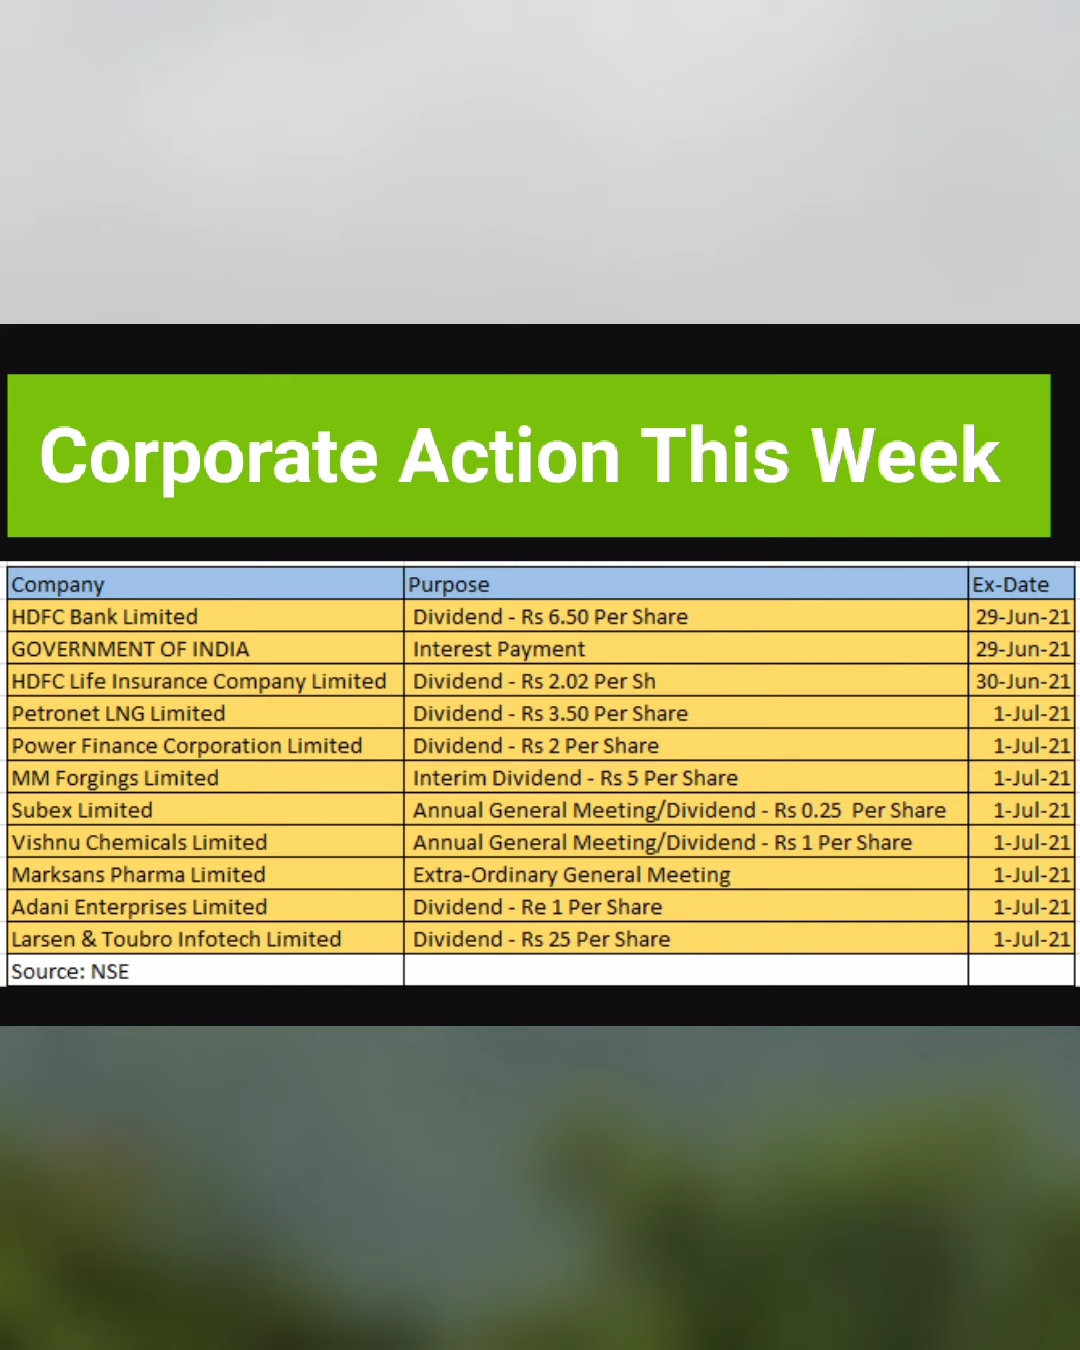 Corporate Action This Week
Company Purpose Ex-Date
HDFC Bank Limited Dividend - Rs 6.50 Per Share 29-Jun-21
GOVERNMENT OF INDIA Interest Payment 29-Jun-21
HDFC Life Insurance Company Limited Dividend - Rs 2.02 Per Sh 30-Jun-21
Petronet LNG Limited Dividend - Rs 3.50 Per Share 1-Jul-21
Power Finance Corporation Limited Dividend - Rs 2 Per Share 1-Jul-21
MM Forgings Limited Interim Dividend - Rs 5 Per Share 1-Jul-21
Subex Limited Annual General Meeting/Dividend - Rs 0.25  Per Share 1-Jul-21
Vishnu Chemicals Limited Annual General Meeting/Dividend - Rs 1 Per Share 1-Jul-21
Marksans Pharma Limited Extra-Ordinary General Meeting 1-Jul-21
Adani Enterprises Limited Dividend - Re 1 Per Share 1-Jul-21
Larsen & Toubro Infotech Limited Dividend - Rs 25 Per Share 1-Jul-21
Source: NSE